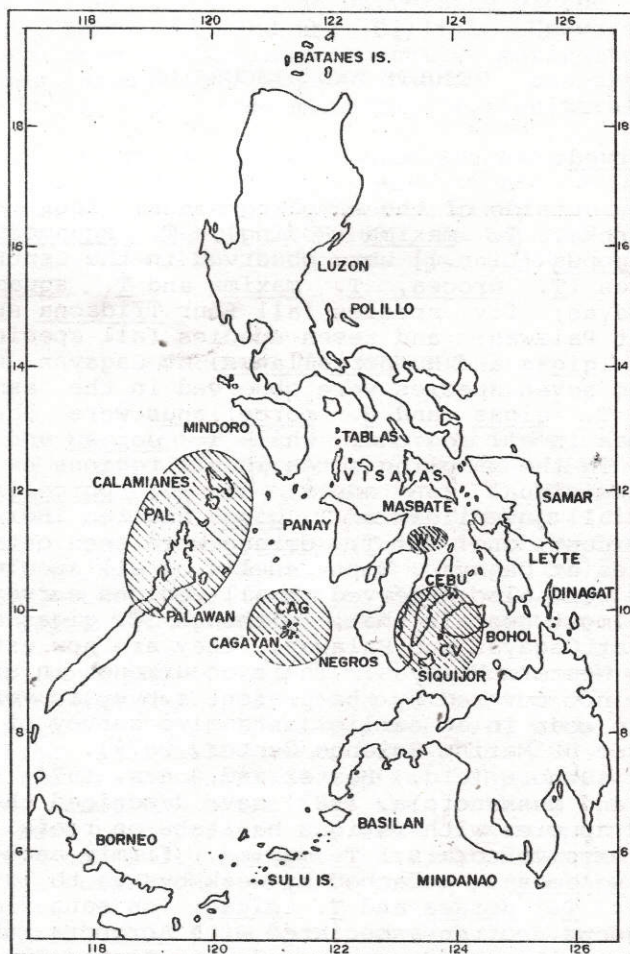 118 120 122 124 126
BATANES IS.
18
16
LUZON
POLILLO
14
MINDORO
TABLAS
CALAMIANES
VISAYAS
12
MASBATE
SAMAR
PAL
PANAY
WV
LEYTE
CEBU
DINAGAT
10
CAG
PALAWAN
CAGAYAN
BOHOL
NEGROS
CV
SIQUIJOR
8
BASILAN
BORNEO
6
SULU IS.
MINDANAO
118 120 122 124 126